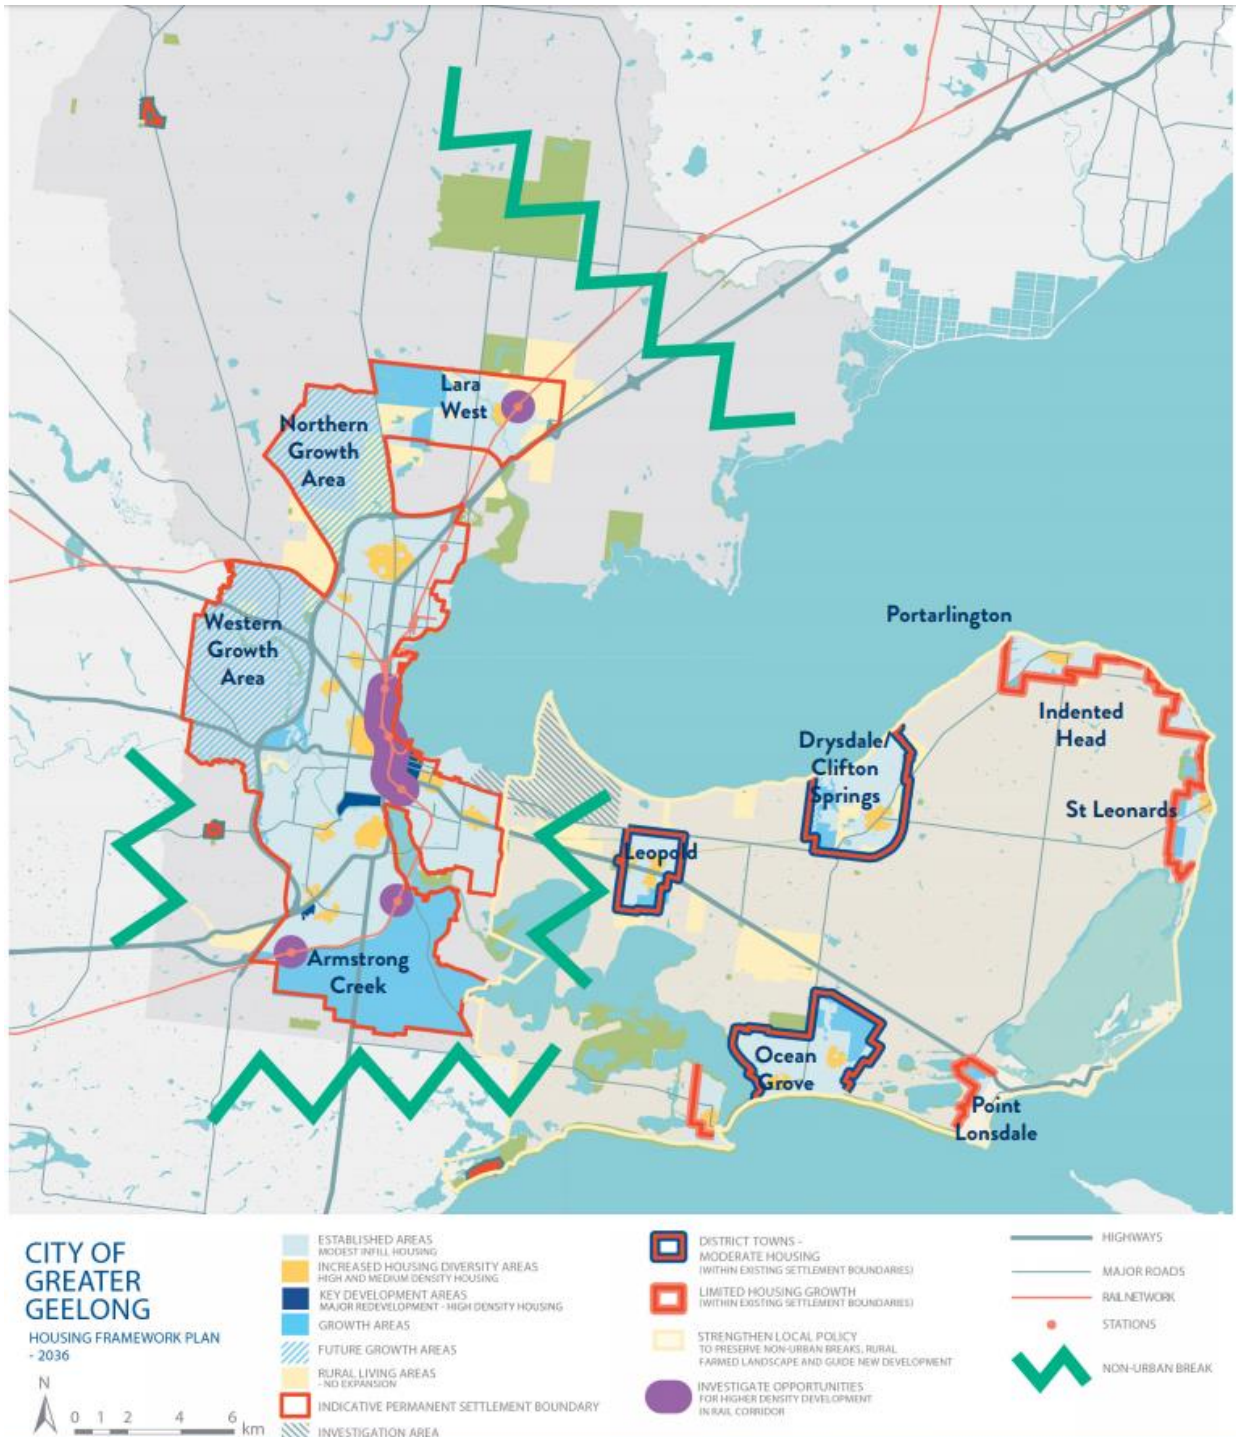 Lara
West
Northern
Growth
Area
Western
Growth
Area
Portarlington
Indented
Head
Drysdale/
Clifton
Springs
St Leonards
Leopold
Armstrong
Creek
Ocean
Grove
Point
Lonsdale
CITY OF
GREATER
GEELONG
HOUSING FRAMEWORK PLAN
- 2036
N
0 1 2 4 6 km
ESTABLISHED AREAS
MODEST INFILL HOUSING
INCREASED HOUSING DIVERSITY AREAS
HIGH AND MEDIUM DENSITY HOUSING
KEY DEVELOPMENT AREAS
MAJOR REDEVELOPMENT - HIGH DENSITY HOUSING
GROWTH AREAS
FUTURE GROWTH AREAS
RURAL LIVING AREAS
- NO EXPANSION
INDICATIVE PERMANENT SETTLEMENT BOUNDARY
INVESTIGATION AREA
DISTRICT TOWNS -
MODERATE HOUSING
(WITHIN EXISTING SETTLEMENT BOUNDARIES)
LIMITED HOUSING GROWTH
(WITHIN EXISTING SETTLEMENT BOUNDARIES)
STRENGTHEN LOCAL POLICY
TO PRESERVE NON-URBAN BREAKS, RURAL
FARMED LANDSCAPE AND GUIDE NEW DEVELOPMENT
INVESTIGATE OPPORTUNITIES
FOR HIGHER DENSITY DEVELOPMENT
IN RAIL CORRIDOR
HIGHWAYS
MAJOR ROADS
RAIL NETWORK
STATIONS
NON-URBAN BREAK